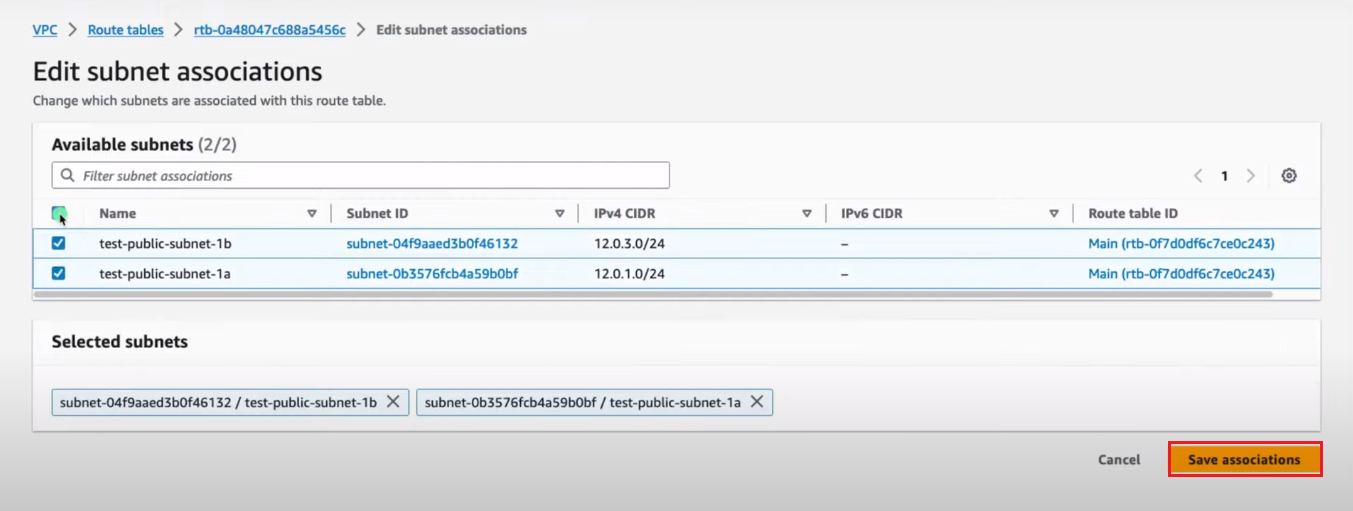 VPC > Route tables > rtb-0a48047c688a5456c > Edit subnet associations
Edit subnet associations
Change which subnets are associated with this route table.
Available subnets (2/2)
Filter subnet associations
1
Name Subnet ID IPv4 CIDR IPv6 CIDR Route table ID
test-public-subnet-1b subnet-04f9aaed3b0f46132 12.0.3.0/24 – Main (rtb-0f7d0df6c7ce0c243)
test-public-subnet-1a subnet-0b3576fcb4a59b0bf 12.0.1.0/24 – Main (rtb-0f7d0df6c7ce0c243)
Selected subnets
subnet-04f9aaed3b0f46132 / test-public-subnet-1b subnet-0b3576fcb4a59b0bf / test-public-subnet-1a
Cancel Save associations